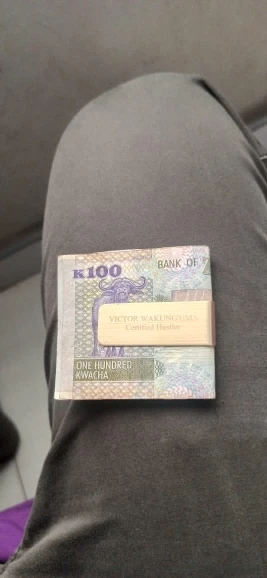 K100
BANK OF
VICTOR WAKUNGUMA
Certified Hustler
ONE HUNDRED
KWACHA